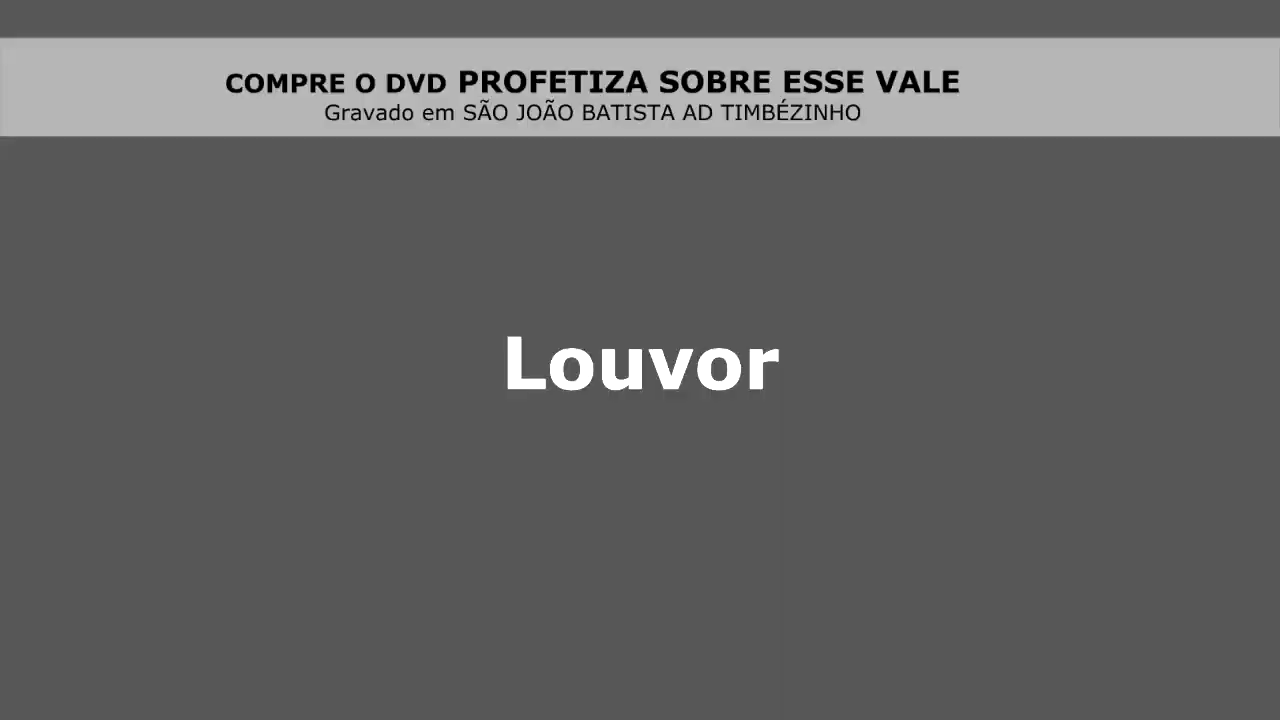 COMPRE O DVD PROFETIZA SOBRE ESSE VALE
Gravado em SÃO JOÃO BATISTA AD TIMBÉZINHO
Louvor